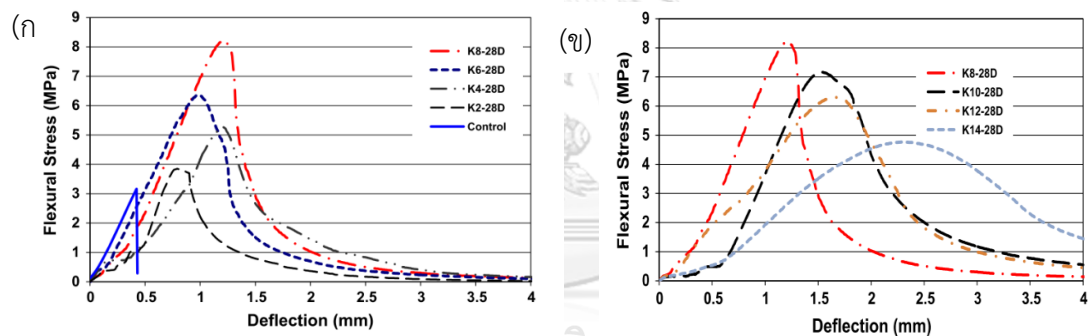 (ก
Flexural Stress (MPa)
9
8
7
6
5
4
3
2
1
0
0 0.5 1 1.5 2 2.5 3 3.5 4
Deflection (mm)
K8-28D
K6-28D
K4-28D
K2-28D
Control
(ข)
Flexural Stress (MPa)
9
8
7
6
5
4
3
2
1
0
0 0.5 1 1.5 2 2.5 3 3.5 4
Deflection (mm)
K8-28D
K10-28D
K12-28D
K14-28D